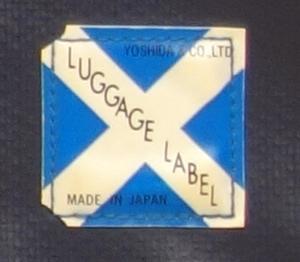 YOSHIDA & CO.,LTD
LUGGAGE LABEL
MADE IN JAPAN